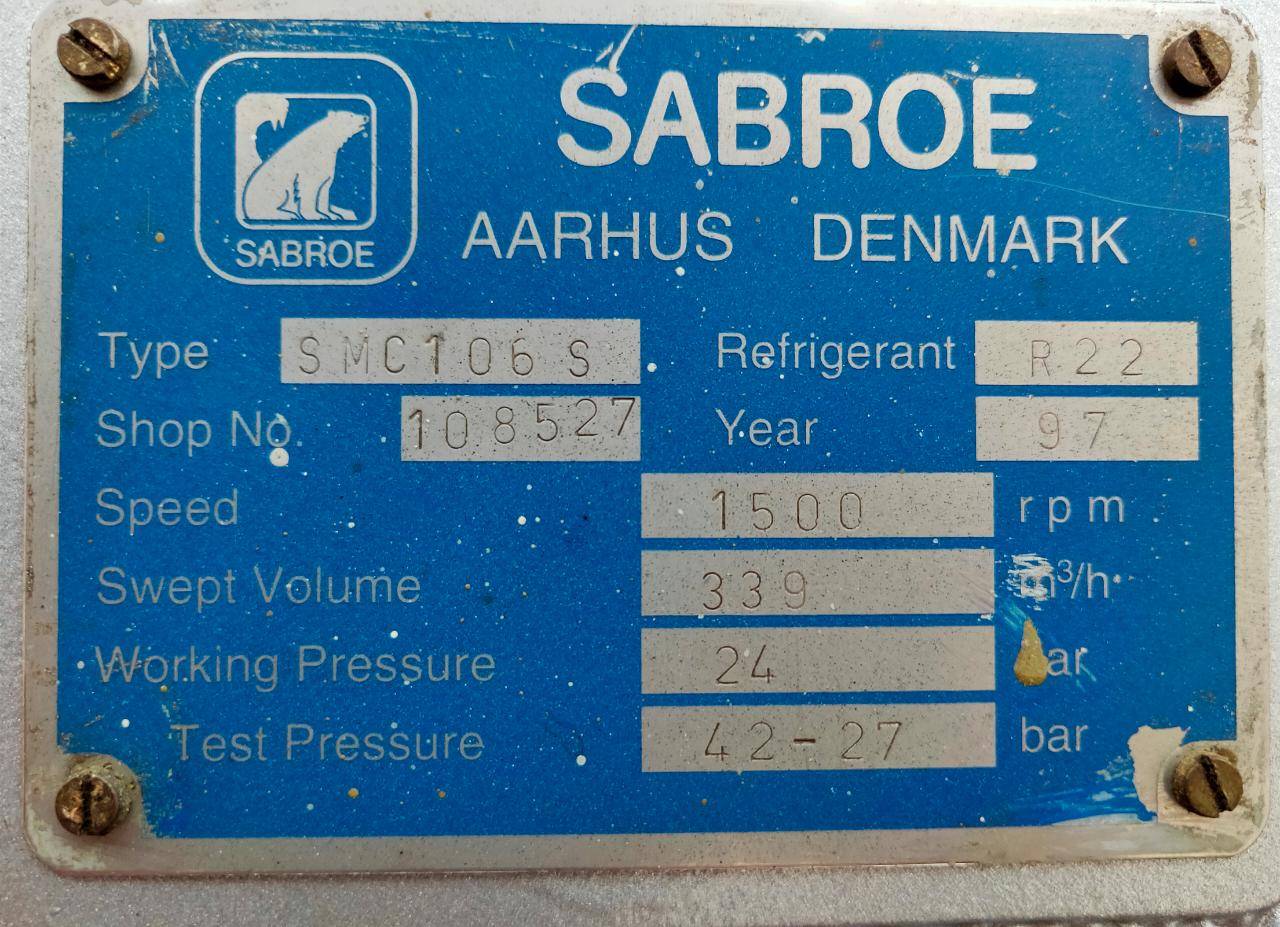 SABROE
SABROE
AARHUS DENMARK
Type SMC106 S Refrigerant R22
Shop No. 108527 Year 97
Speed 1500 rpm
Swept Volume 339 m³/h
Working Pressure 24 bar
Test Pressure 42-27 bar